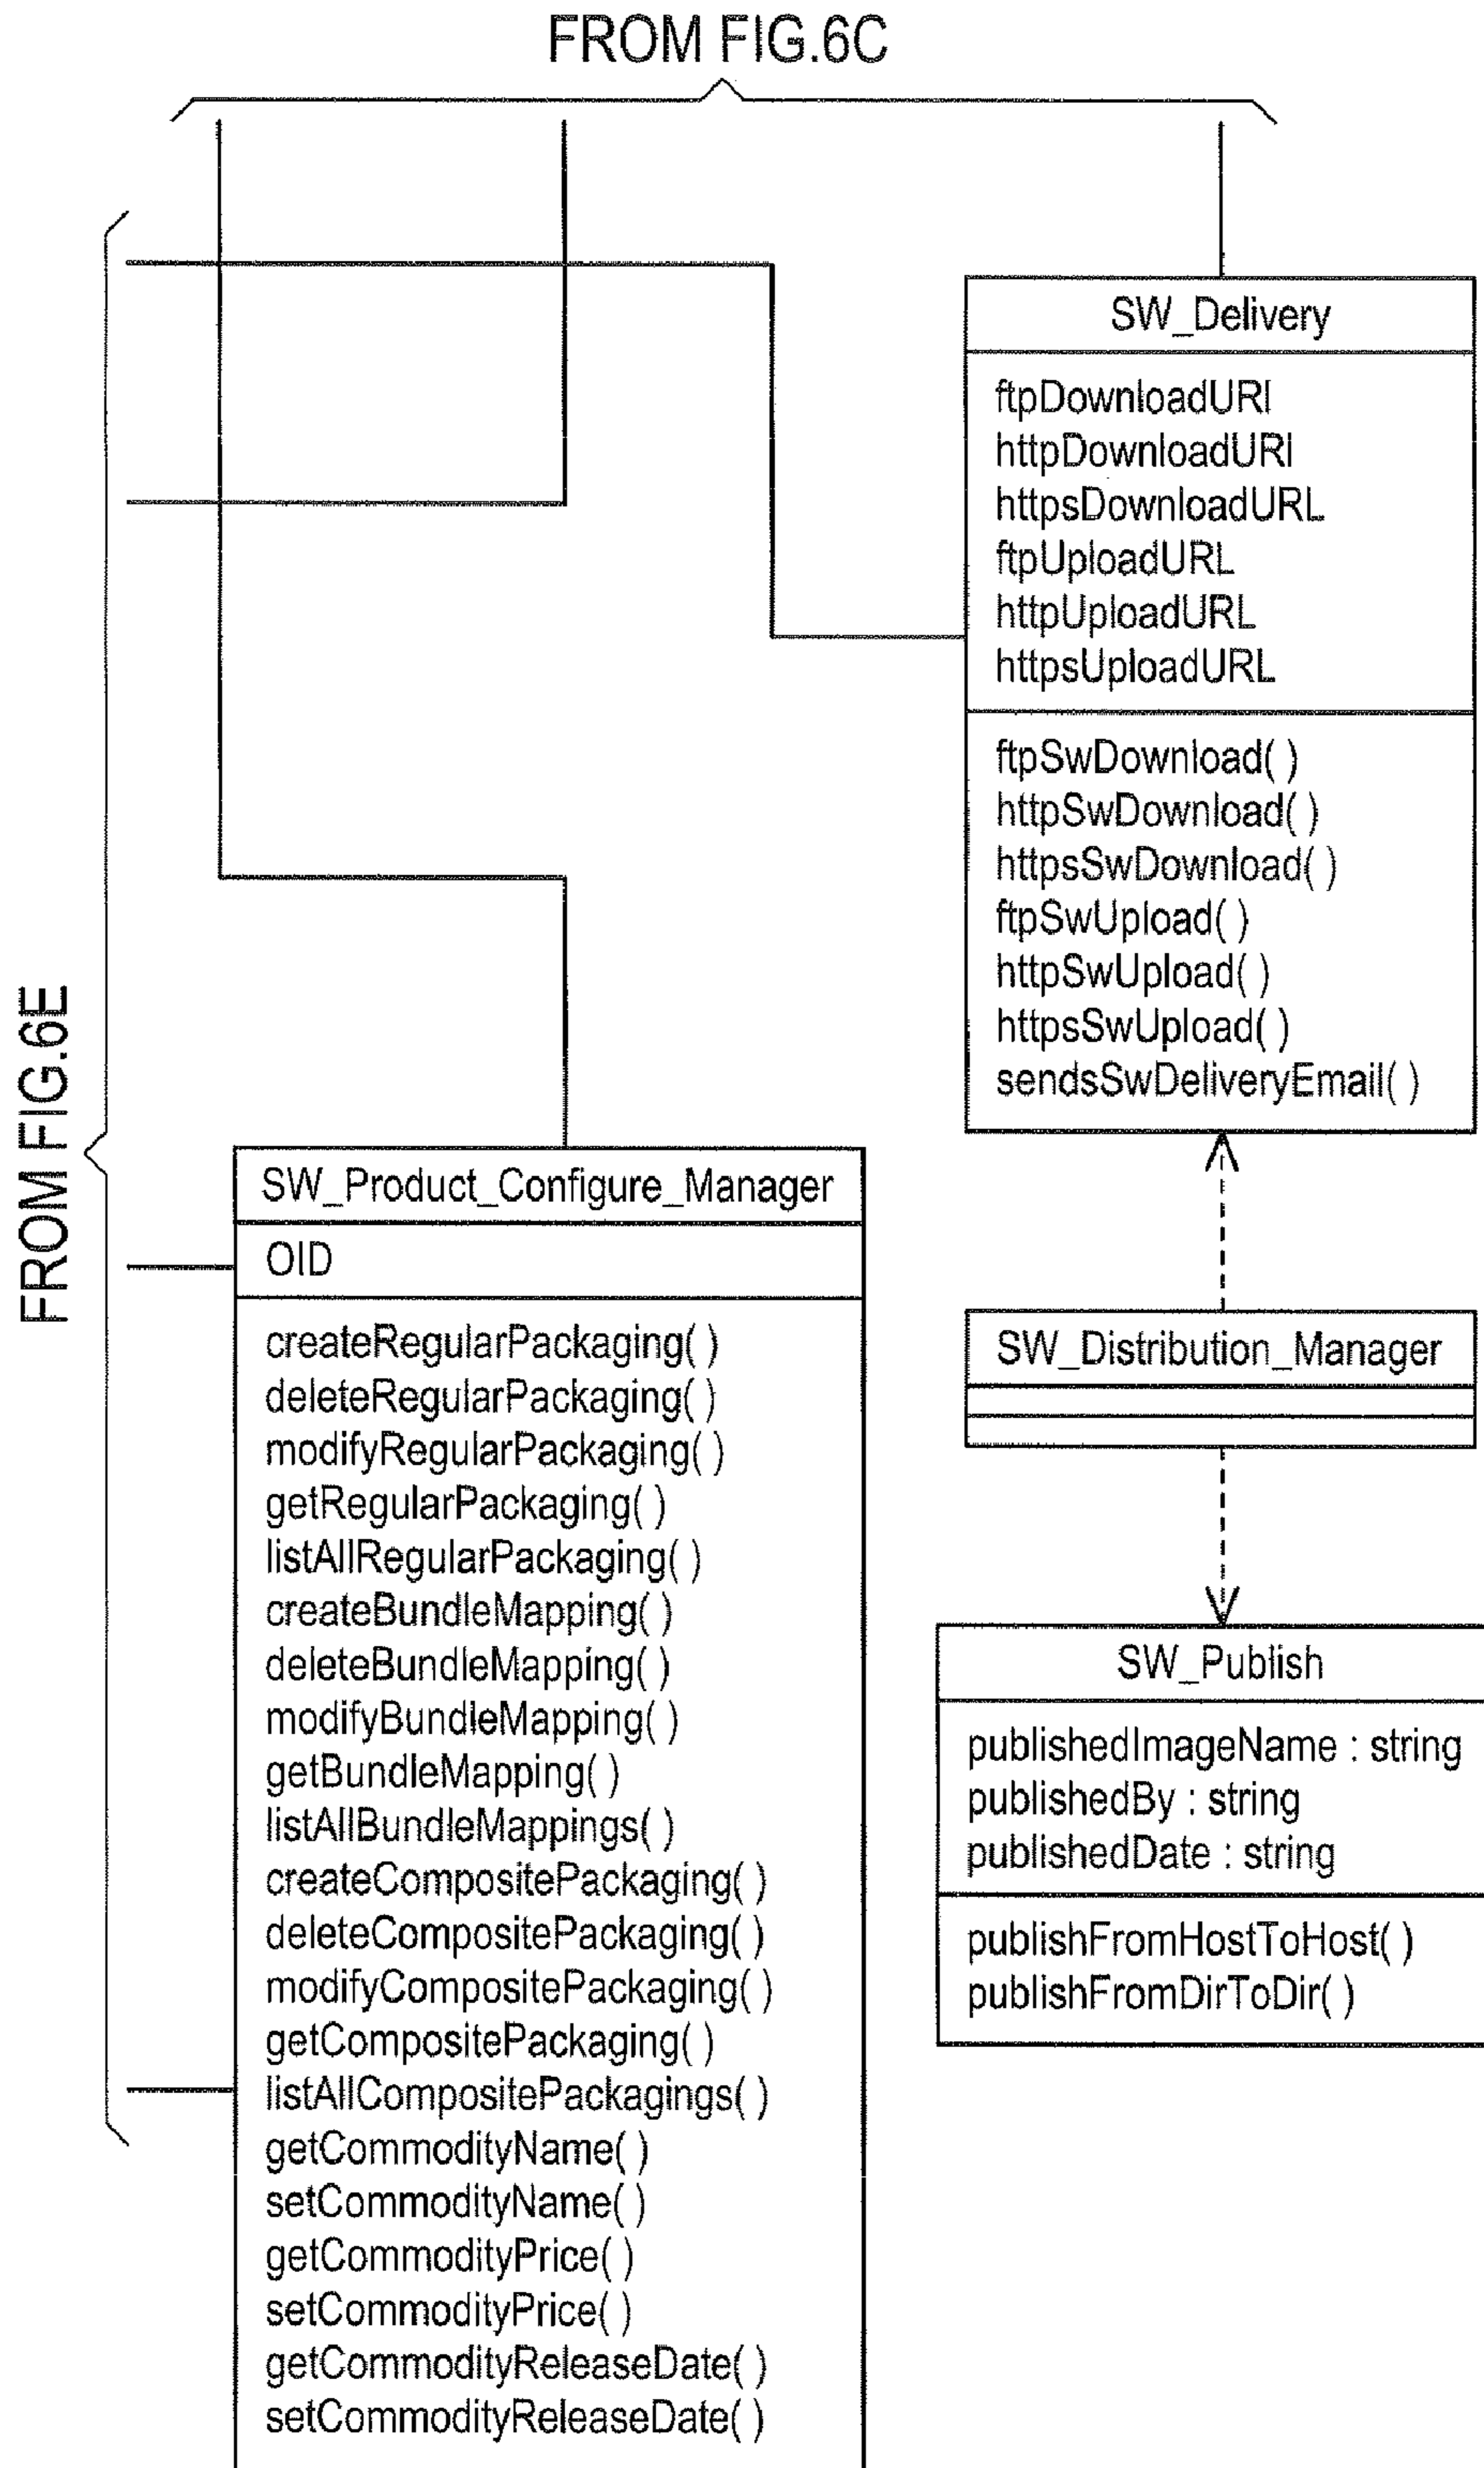 FROM FIG.6C
FROM FIG.6E
SW_Delivery
ftpDownloadURI
httpDownloadURI
httpsDownloadURL
ftpUploadURL
httpUploadURL
httpsUploadURL
ftpSwDownload( )
httpSwDownload( )
httpsSwDownload( )
ftpSwUpload( )
httpSwUpload( )
httpsSwUpload( )
sendsSwDeliveryEmail( )
SW_Product_Configure_Manager
OID
createRegularPackaging( )
deleteRegularPackaging( )
modifyRegularPackaging( )
getRegularPackaging( )
listAllRegularPackaging( )
createBundleMapping( )
deleteBundleMapping( )
modifyBundleMapping( )
getBundleMapping( )
listAllBundleMappings( )
createCompositePackaging( )
deleteCompositePackaging( )
modifyCompositePackaging( )
getCompositePackaging( )
listAllCompositePackagings( )
getCommodityName( )
setCommodityName( )
getCommodityPrice( )
setCommodityPrice( )
getCommodityReleaseDate( )
setCommodityReleaseDate( )
SW_Distribution_Manager
SW_Publish
publishedImageName : string
publishedBy : string
publishedDate : string
publishFromHostToHost( )
publishFromDirToDir( )